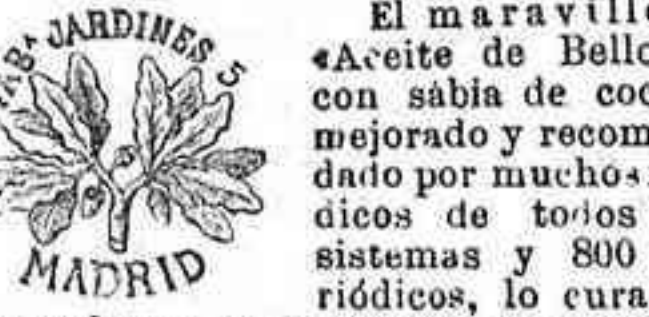 JARDINES 5
MADRID
El maravill
«Aceite de Bello
con sábia de coc
mejorado y recom
dado por muchos
dicos de todos
sistemas y 800
riódicos, lo cura